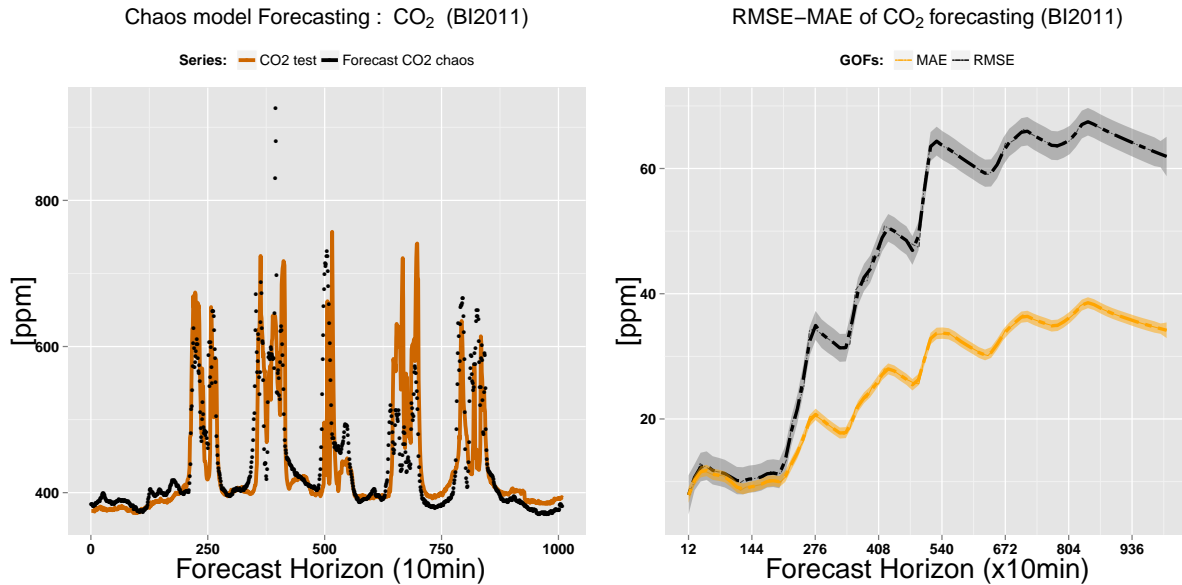 Chaos model Forecasting : CO2 (BI2011)
Series: CO2 test Forecast CO2 chaos
[ppm]
800
600
400
0 250 500 750 1000
Forecast Horizon (10min)
RMSE−MAE of CO2 forecasting (BI2011)
GOFs: MAE RMSE
[ppm]
60
40
20
12 144 276 408 540 672 804 936
Forecast Horizon (x10min)